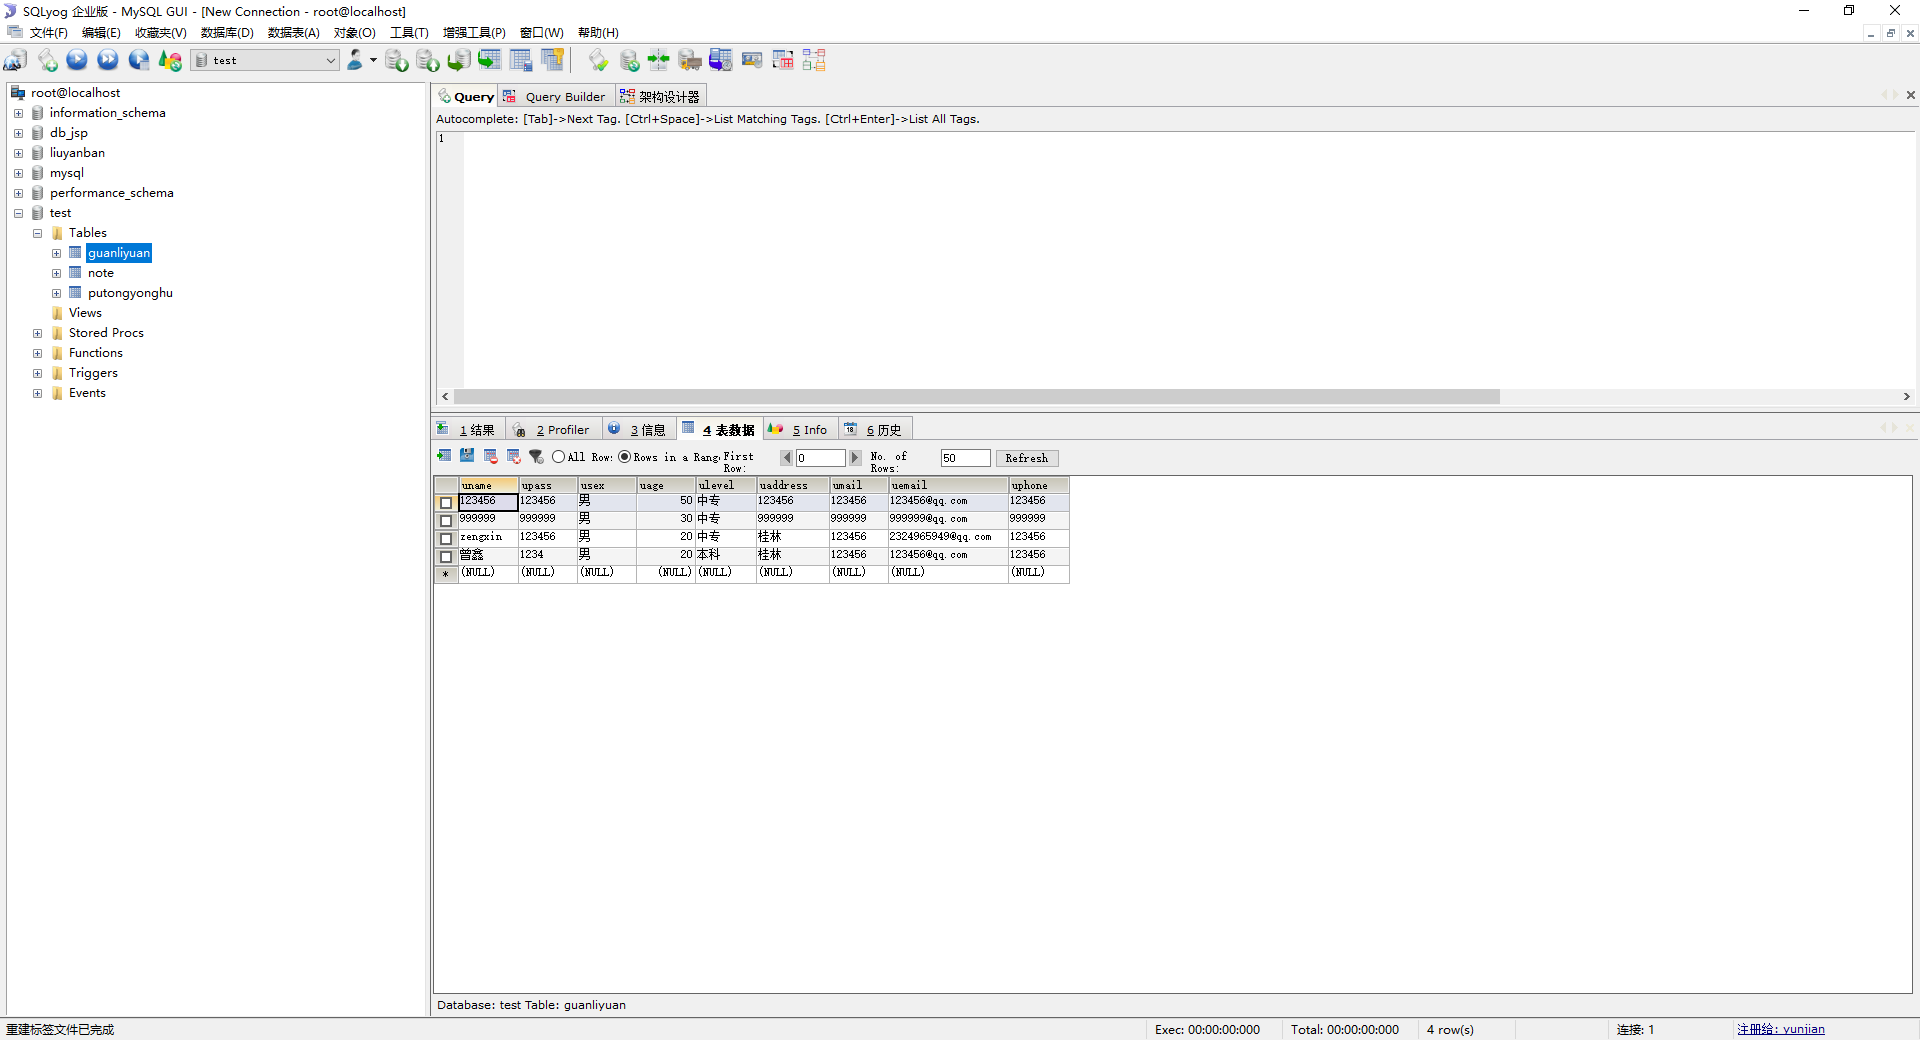 SQLyog 企业版 - MySQL GUI - [New Connection - root@localhost]
文件(F) 编辑(E) 收藏夹(V) 数据库(D) 数据表(A) 对象(O) 工具(T) 增强工具(P) 窗口(W) 帮助(H)
test
root@localhost
information_schema
db_jsp
liuyanban
mysql
performance_schema
test
Tables
guanliyuan
note
putongyonghu
Views
Stored Procs
Functions
Triggers
Events
Query Query Builder 架构设计器
Autocomplete: [Tab]->Next Tag. [Ctrl+Space]->List Matching Tags. [Ctrl+Enter]->List All Tags.
1
1 结果 2 Profiler 3 信息 4 表数据 5 Info 6 历史
All Row: Rows in a Rang First Row: 0 No. of Rows: 50 Refresh
uname upass usex uage ulevel uaddress umail uemail uphone
123456 123456 男 50 中专 123456 123456 123456@qq.com 123456
999999 999999 男 30 中专 999999 999999 999999@qq.com 999999
zengxin 123456 男 20 中专 桂林 123456 2324965949@qq.com 123456
曾鑫 1234 男 20 本科 桂林 123456 123456@qq.com 123456
* (NULL) (NULL) (NULL) (NULL) (NULL) (NULL) (NULL) (NULL) (NULL)
Database: test Table: guanliyuan
重建标签文件已完成 Exec: 00:00:00:000 Total: 00:00:00:000 4 row(s) 连接: 1 注册给: yunjian